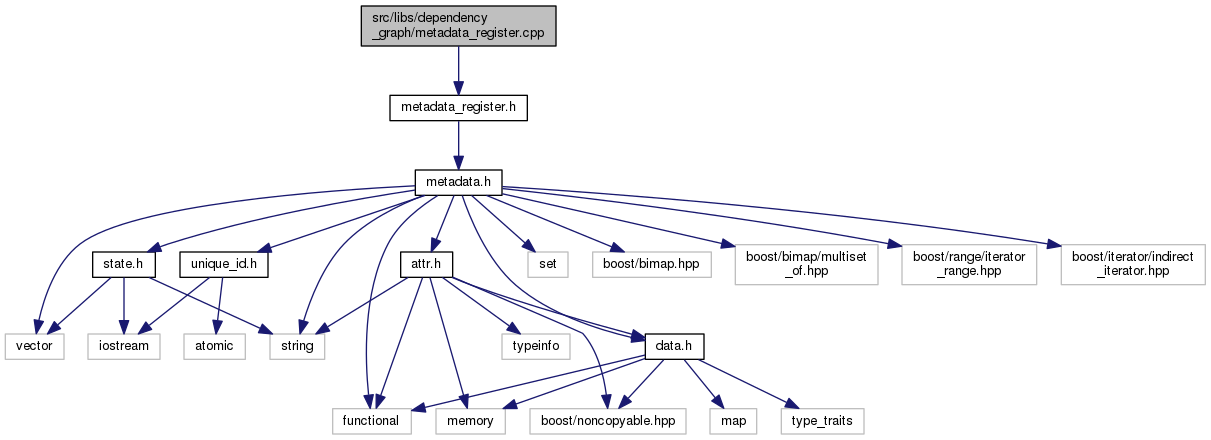 src/libs/dependency
_graph/metadata_register.cpp
metadata_register.h
metadata.h
state.h
unique_id.h
attr.h
set
boost/bimap.hpp
boost/bimap/multiset
_of.hpp
boost/range/iterator
_range.hpp
boost/iterator/indirect
_iterator.hpp
vector
iostream
atomic
string
typeinfo
data.h
functional
memory
boost/noncopyable.hpp
map
type_traits